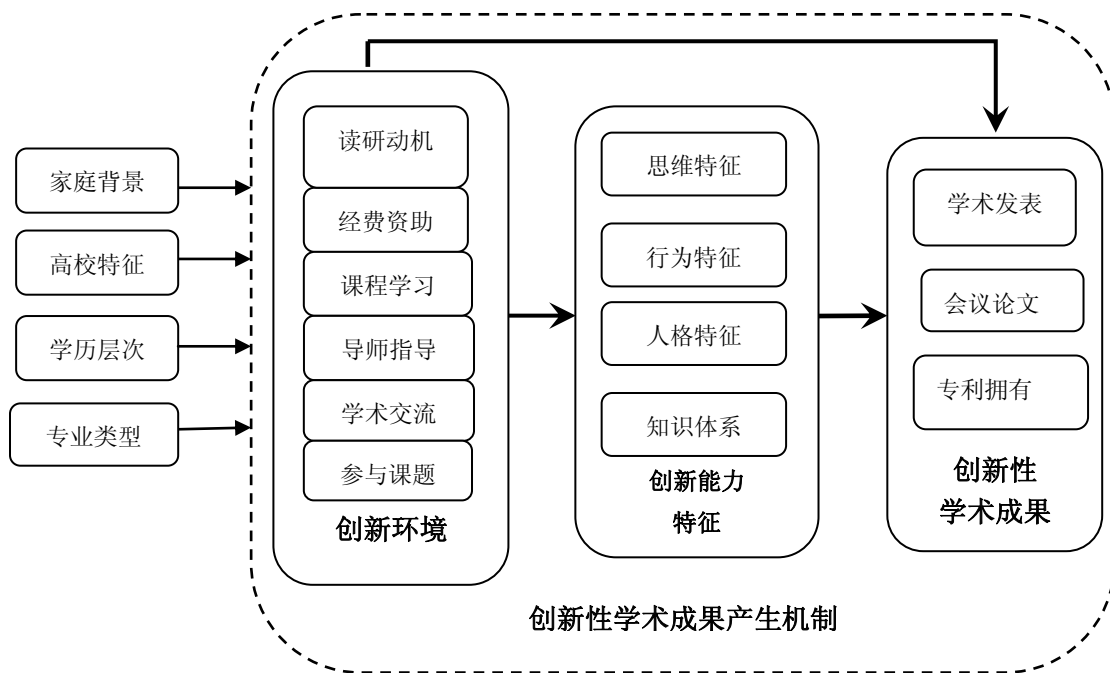 家庭背景
高校特征
学历层次
专业类型
读研动机
经费资助
课程学习
导师指导
学术交流
参与课题
创新环境
思维特征
行为特征
人格特征
知识体系
创新能力
特征
学术发表
会议论文
专利拥有
创新性
学术成果
创新性学术成果产生机制